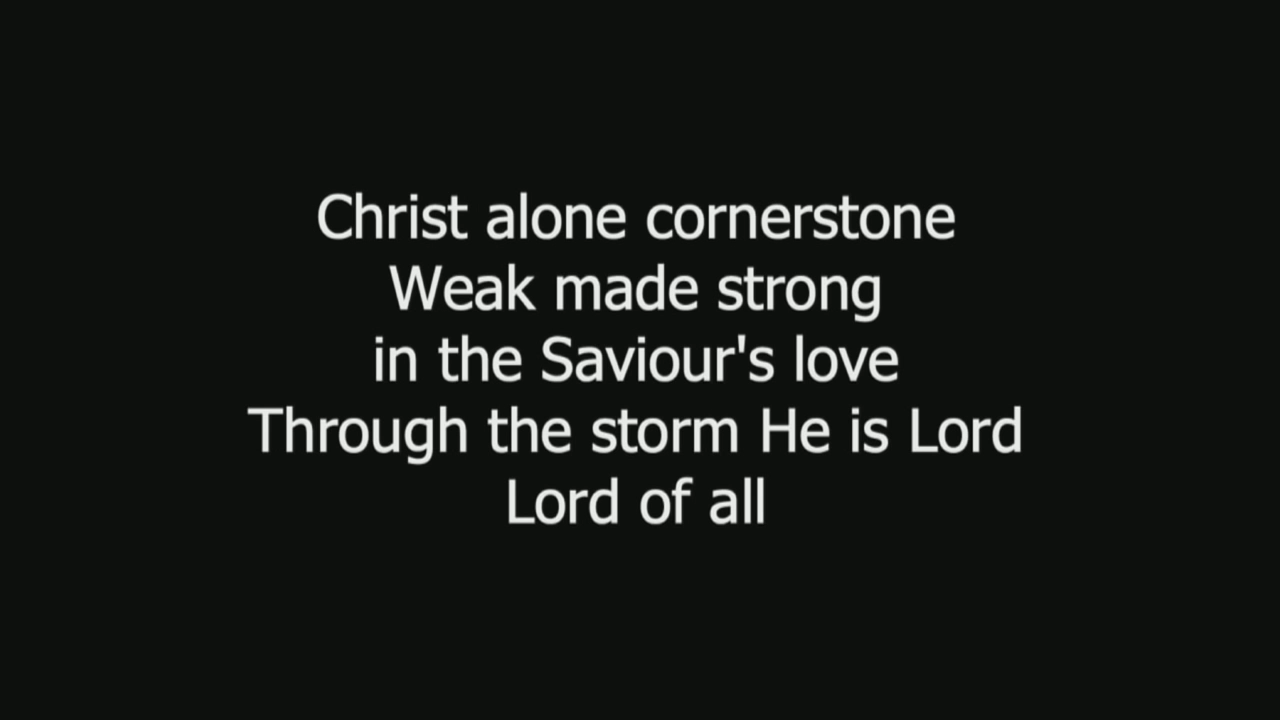 Christ alone cornerstone
Weak made strong
in the Saviour's love
Through the storm He is Lord
Lord of all